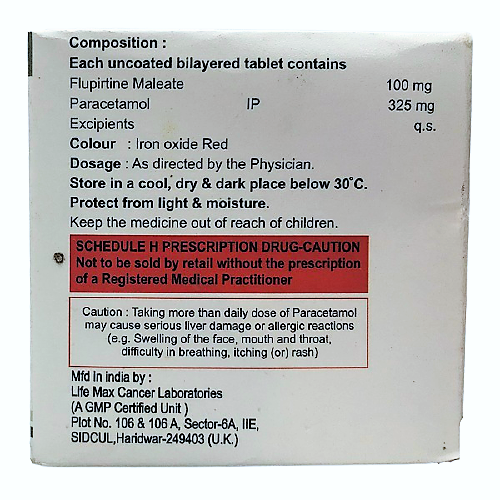 Composition :
Each uncoated bilayered tablet contains
Flupirtine Maleate 100 mg
Paracetamol IP 325 mg
Excipients q.s.
Colour : Iron oxide Red
Dosage : As directed by the Physician.
Store in a cool, dry & dark place below 30°C.
Protect from light & moisture.
Keep the medicine out of reach of children.
SCHEDULE H PRESCRIPTION DRUG-CAUTION
Not to be sold by retail without the prescription
of a Registered Medical Practitioner
Caution : Taking more than daily dose of Paracetamol
may cause serious liver damage or allergic reactions
(e.g. Swelling of the face, mouth and throat,
difficulty in breathing, itching (or) rash)
Mfd in india by :
Life Max Cancer Laboratories
(A GMP Certified Unit )
Plot No. 106 & 106 A, Sector-6A, IIE,
SIDCUL,Haridwar-249403 (U.K.)